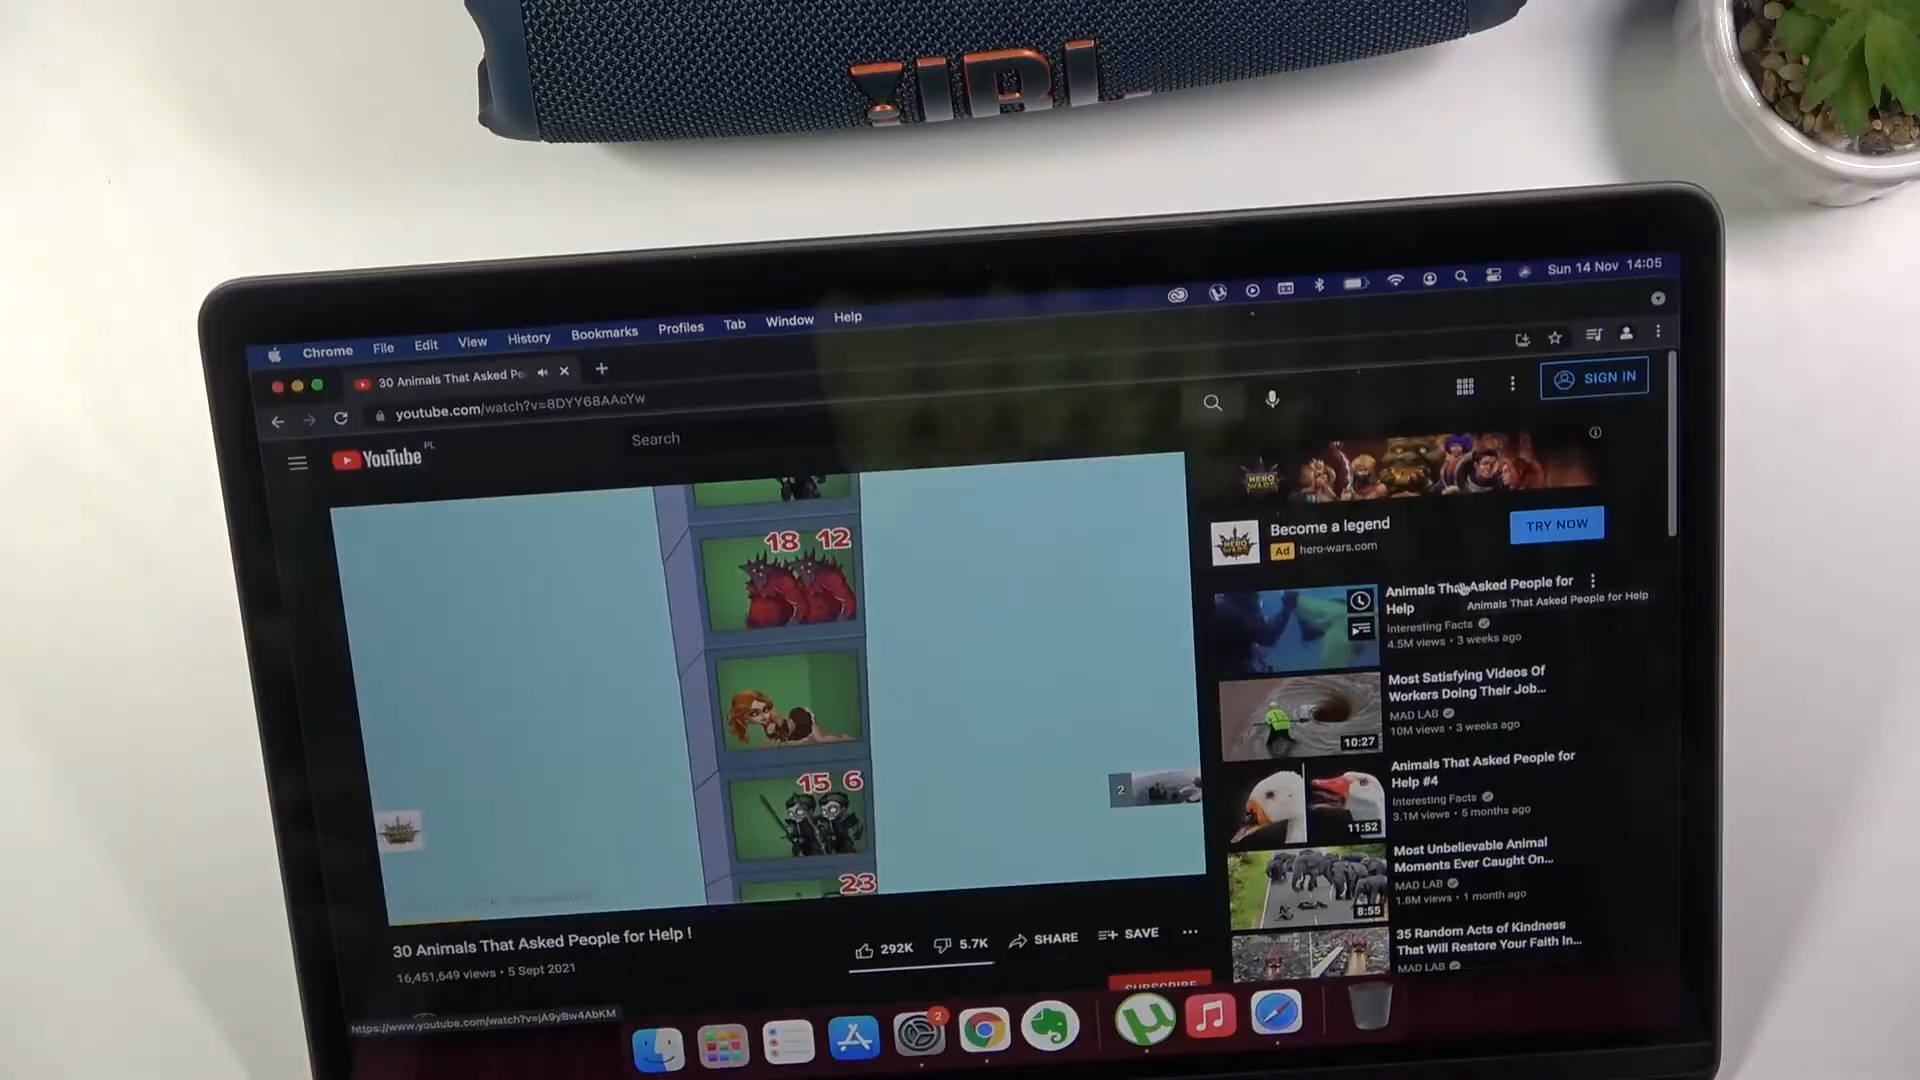 JBL
Chrome File Edit View History Bookmarks Profiles Tab Window Help
Sun 14 Nov 14:05
30 Animals That Asked Pe
youtube.com/watch?v=8DYY68AAcYw
SIGN IN
YouTube PL
Search
18 12
15 6
23
2
HERO WARS
Become a legend
Ad hero-wars.com
TRY NOW
Animals That Asked People for
Help
Animals That Asked People for Help
Interesting Facts
4.5M views • 3 weeks ago
Most Satisfying Videos Of
Workers Doing Their Job...
MAD LAB
10M views • 3 weeks ago
10:27
Animals That Asked People for
Help #4
Interesting Facts
3.1M views • 5 months ago
11:52
Most Unbelievable Animal
Moments Ever Caught On...
MAD LAB
1.8M views • 1 month ago
8:55
35 Random Acts of Kindness
That Will Restore Your Faith In...
MAD LAB
30 Animals That Asked People for Help !
16,451,649 views • 5 Sept 2021
292K 5.7K SHARE SAVE
SUBSCRIBE
https://www.youtube.com/watch?v=jA9yBw4AbKM
2